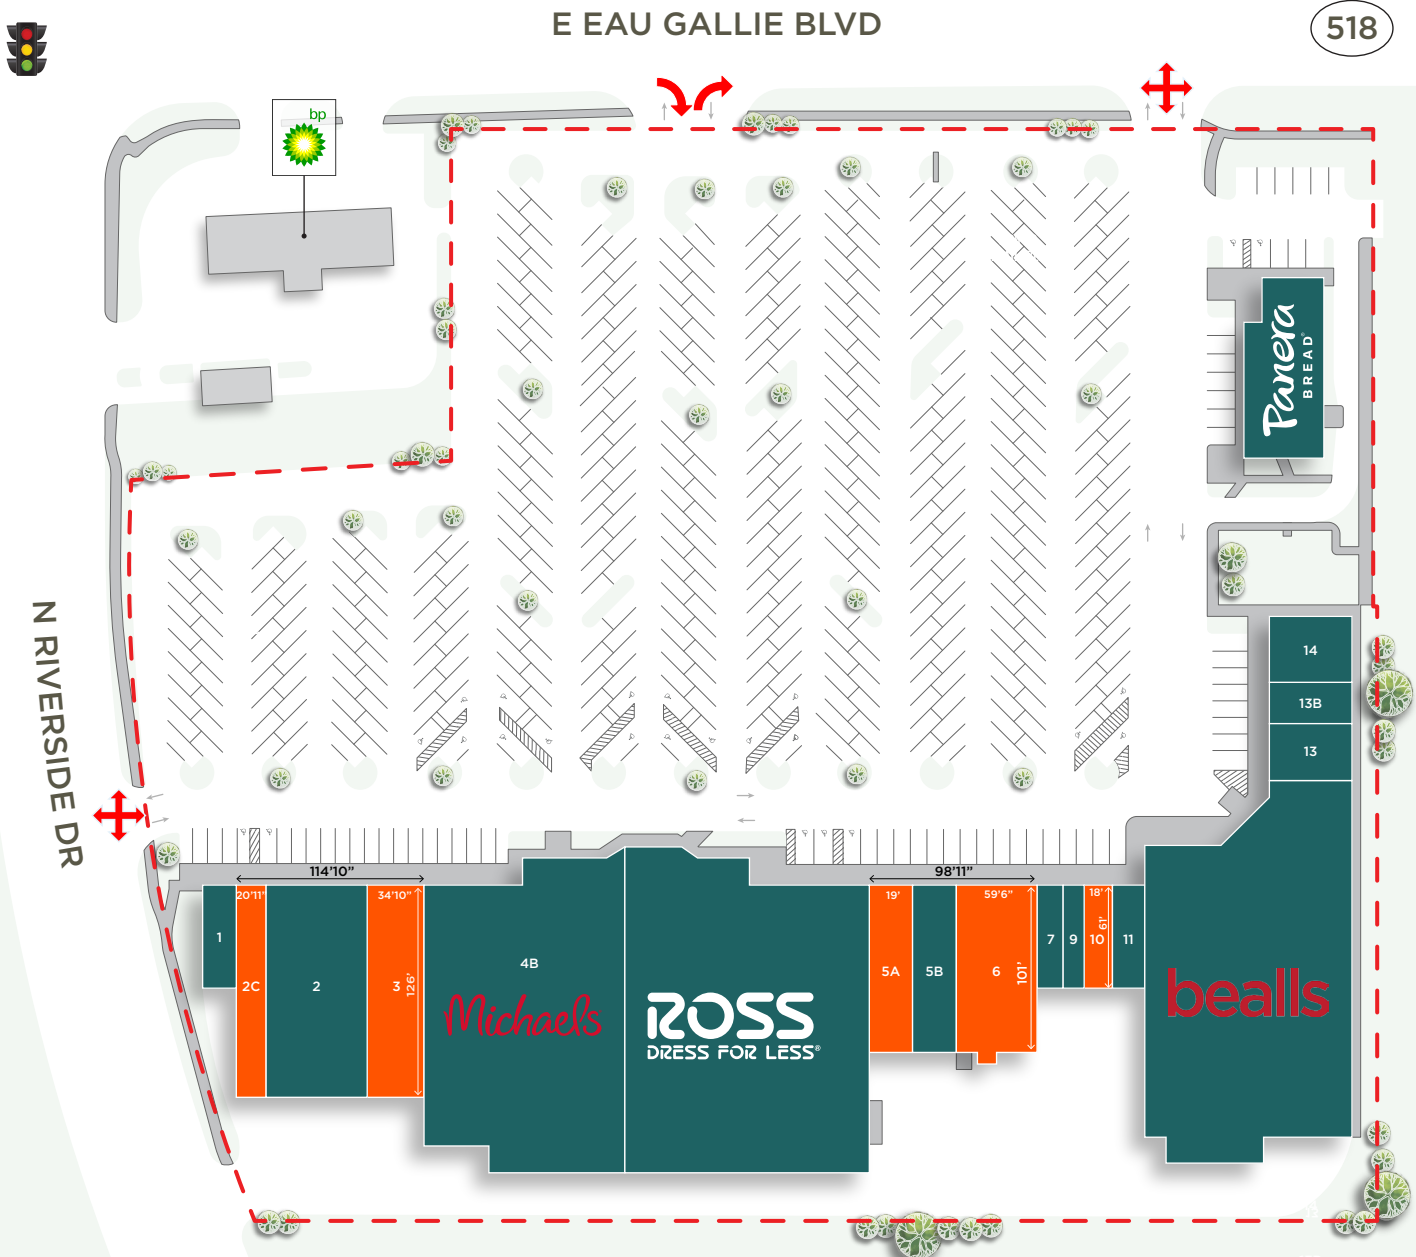 E EAU GALLIE BLVD
518
bp
Panera
BREAD®
N RIVERSIDE DR
14
13B
13
114'10"
98'11"
20'11"
34'10"
19'
59'6"
18'
1
2C
2
3
126'
4B
Michaels
ROSS
DRESS FOR LESS®
5A
5B
6
101'
7
9
10
61'
11
bealls